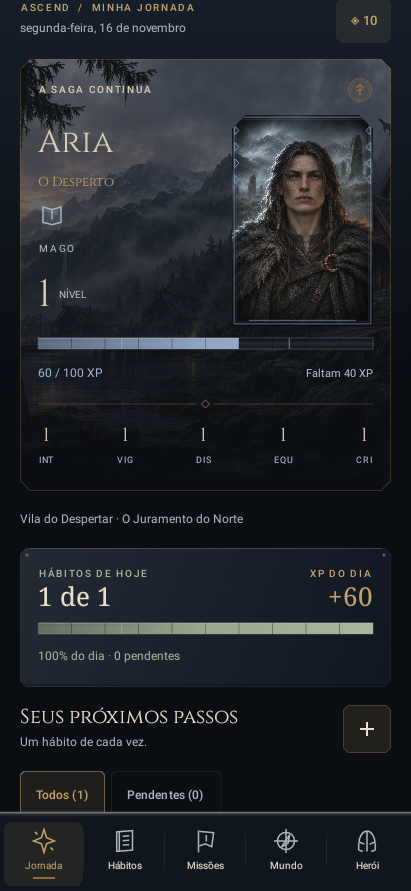 ASCEND / MINHA JORNADA
segunda-feira, 16 de novembro
10
A SAGA CONTINUA
ARIA
O DESPERTO
MAGO
1 NÍVEL
60 / 100 XP
Faltam 40 XP
1 1 1 1 1
INT VIG DIS EQU CRI
Vila do Despertar · O Juramento do Norte
HÁBITOS DE HOJE
XP DO DIA
1 de 1
+60
100% do dia · 0 pendentes
SEUS PRÓXIMOS PASSOS
Um hábito de cada vez.
+
Todos (1)
Pendentes (0)
Jornada Hábitos Missões Mundo Herói